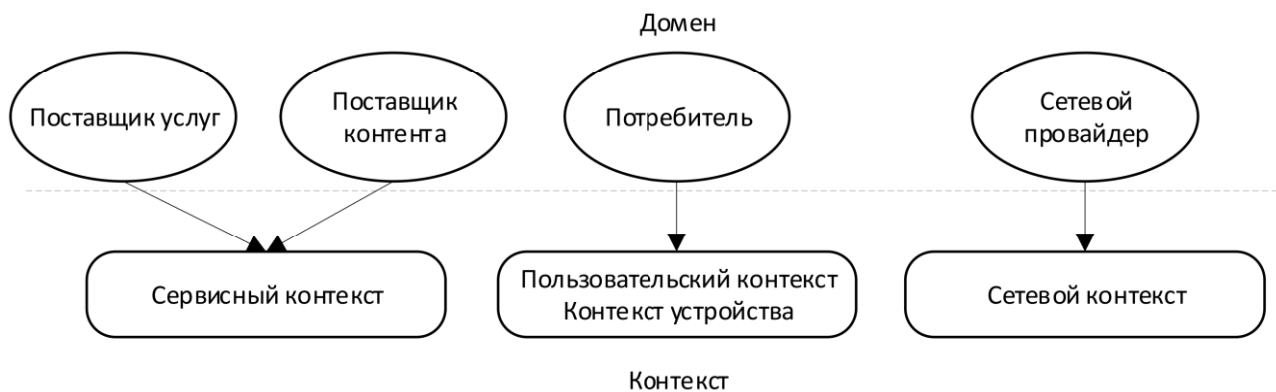 Домен
Поставщик услуг
Поставщик
контента
Потребитель
Сетевой
провайдер
Сервисный контекст
Пользовательский контекст
Контекст устройства
Сетевой контекст
Контекст